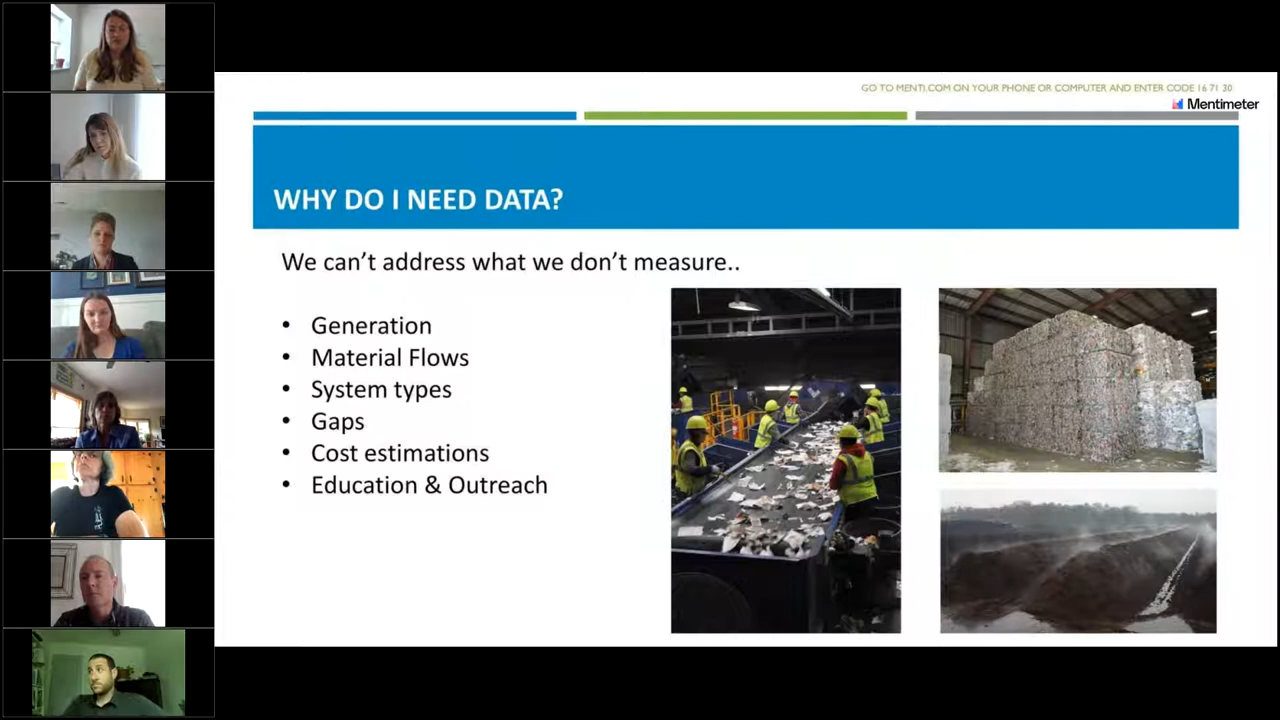 GO TO MENTI.COM ON YOUR PHONE OR COMPUTER AND ENTER CODE 16 71 30
Mentimeter
WHY DO I NEED DATA?
We can't address what we don't measure..
• Generation
• Material Flows
• System types
• Gaps
• Cost estimations
• Education & Outreach